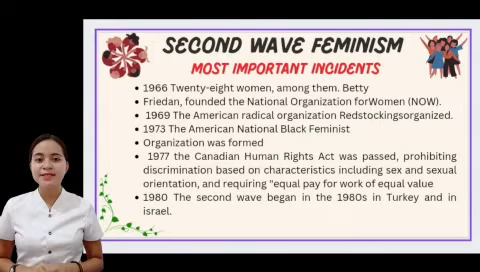 SECOND WAVE FEMINISM
MOST IMPORTANT INCIDENTS
• 1966 Twenty-eight women, among them. Betty
• Friedan, founded the National Organization forWomen (NOW).
• 1969 The American radical organization Redstockingsorganized.
• 1973 The American National Black Feminist
• Organization was formed
• 1977 the Canadian Human Rights Act was passed, prohibiting
discrimination based on characteristics including sex and sexual
orientation, and requiring "equal pay for work of equal value
• 1980 The second wave began in the 1980s in Turkey and in
israel.